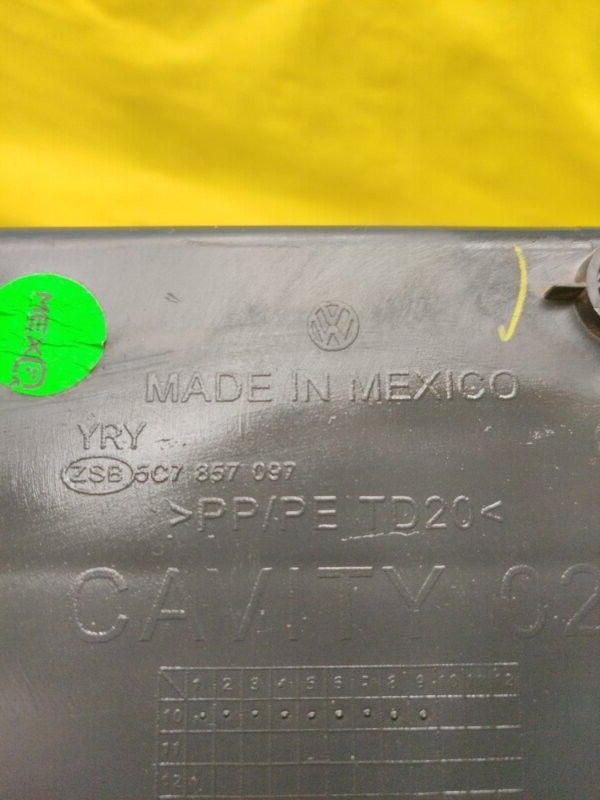 MEX
MADE IN MEXICO
YRY
ZSB 5C7 857 097
>PP/PE TD20<
CAVITY 02
1 2 3 4 5 6 7 8 9 10 11 12
10
11
12